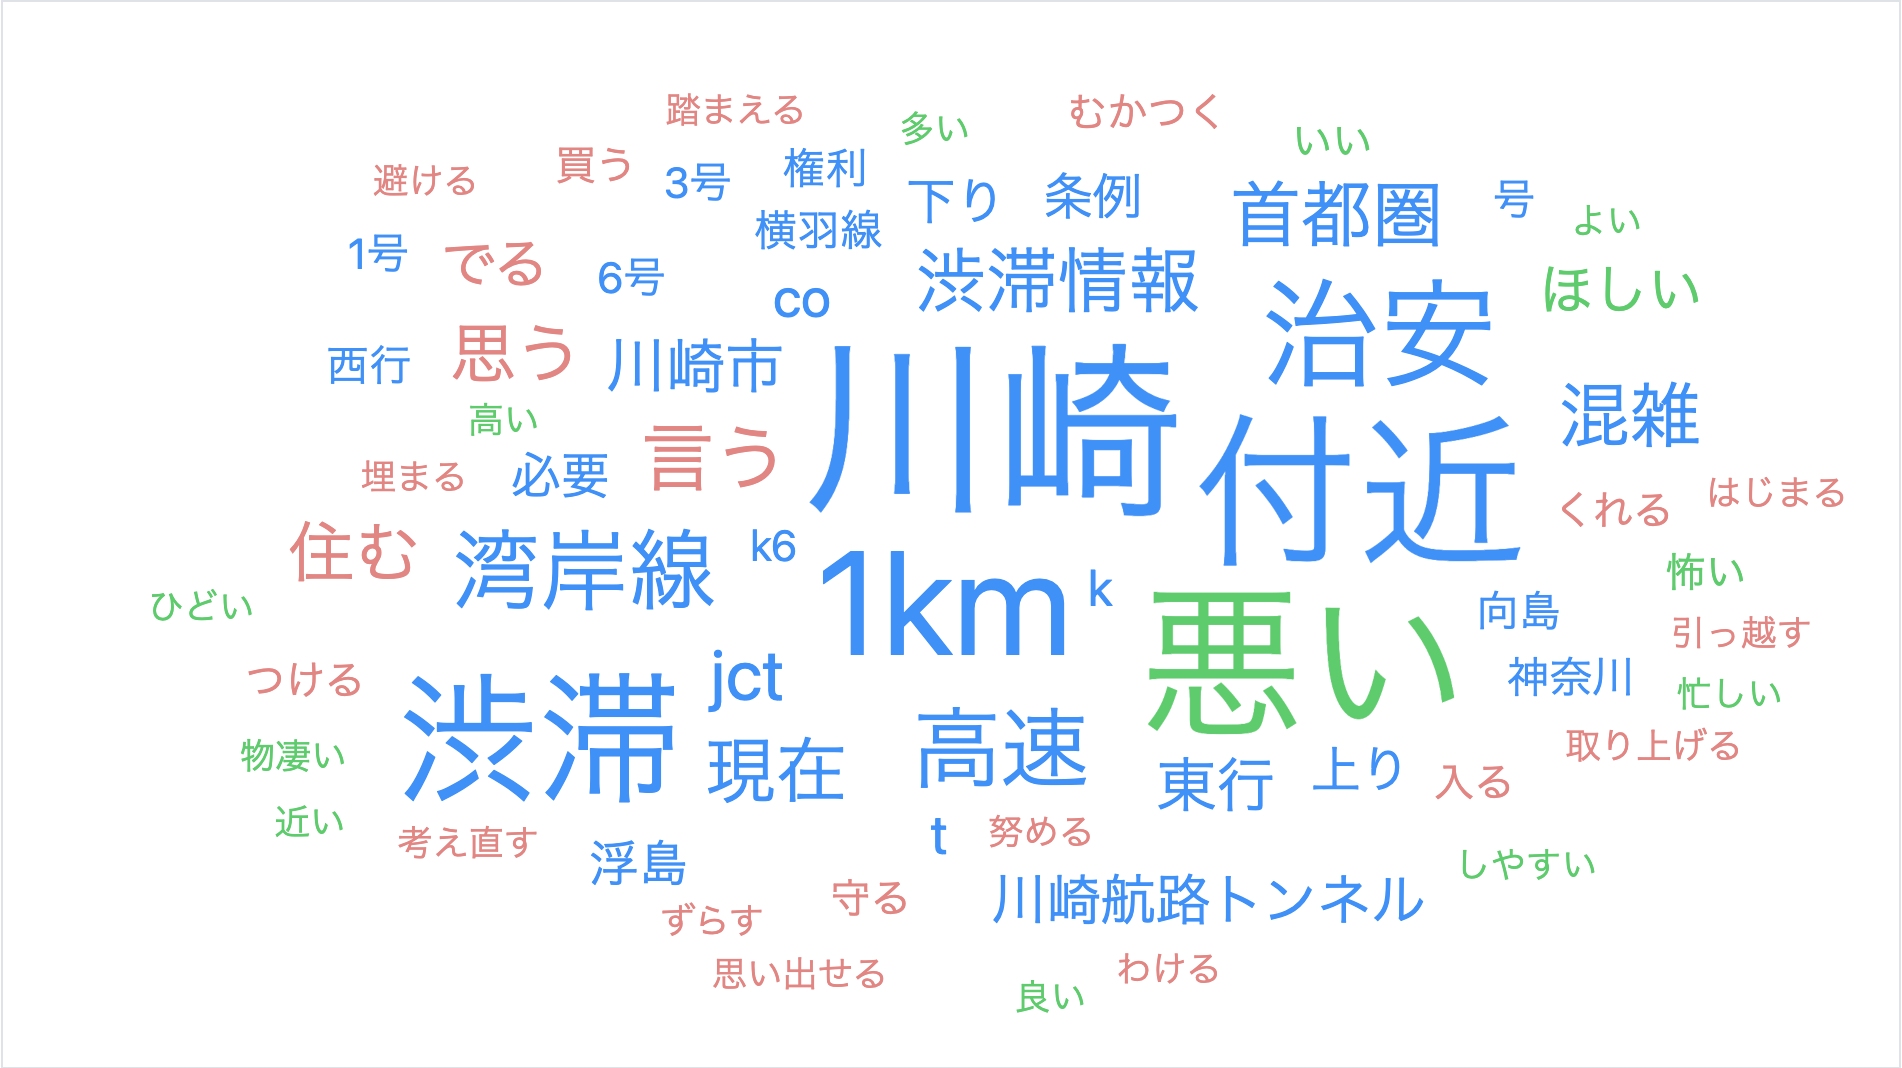 踏まえる
多い
むかつく
いい
避ける
買う
3号
権利
下り
条例
首都圏
号
よい
1号
でる
6号
横羽線
co
渋滞情報
治安
ほしい
西行
思う
川崎市
川崎
付近
混雑
高い
埋まる
必要
言う
くれる
はじまる
住む
湾岸線
k6
1km
k
悪い
怖い
向島
引っ越す
ひどい
つける
渋滞
jct
神奈川
忙しい
物凄い
現在
高速
東行
上り
入る
取り上げる
近い
考え直す
浮島
t
努める
しやすい
ずらす
守る
川崎航路トンネル
思い出せる
わける
良い